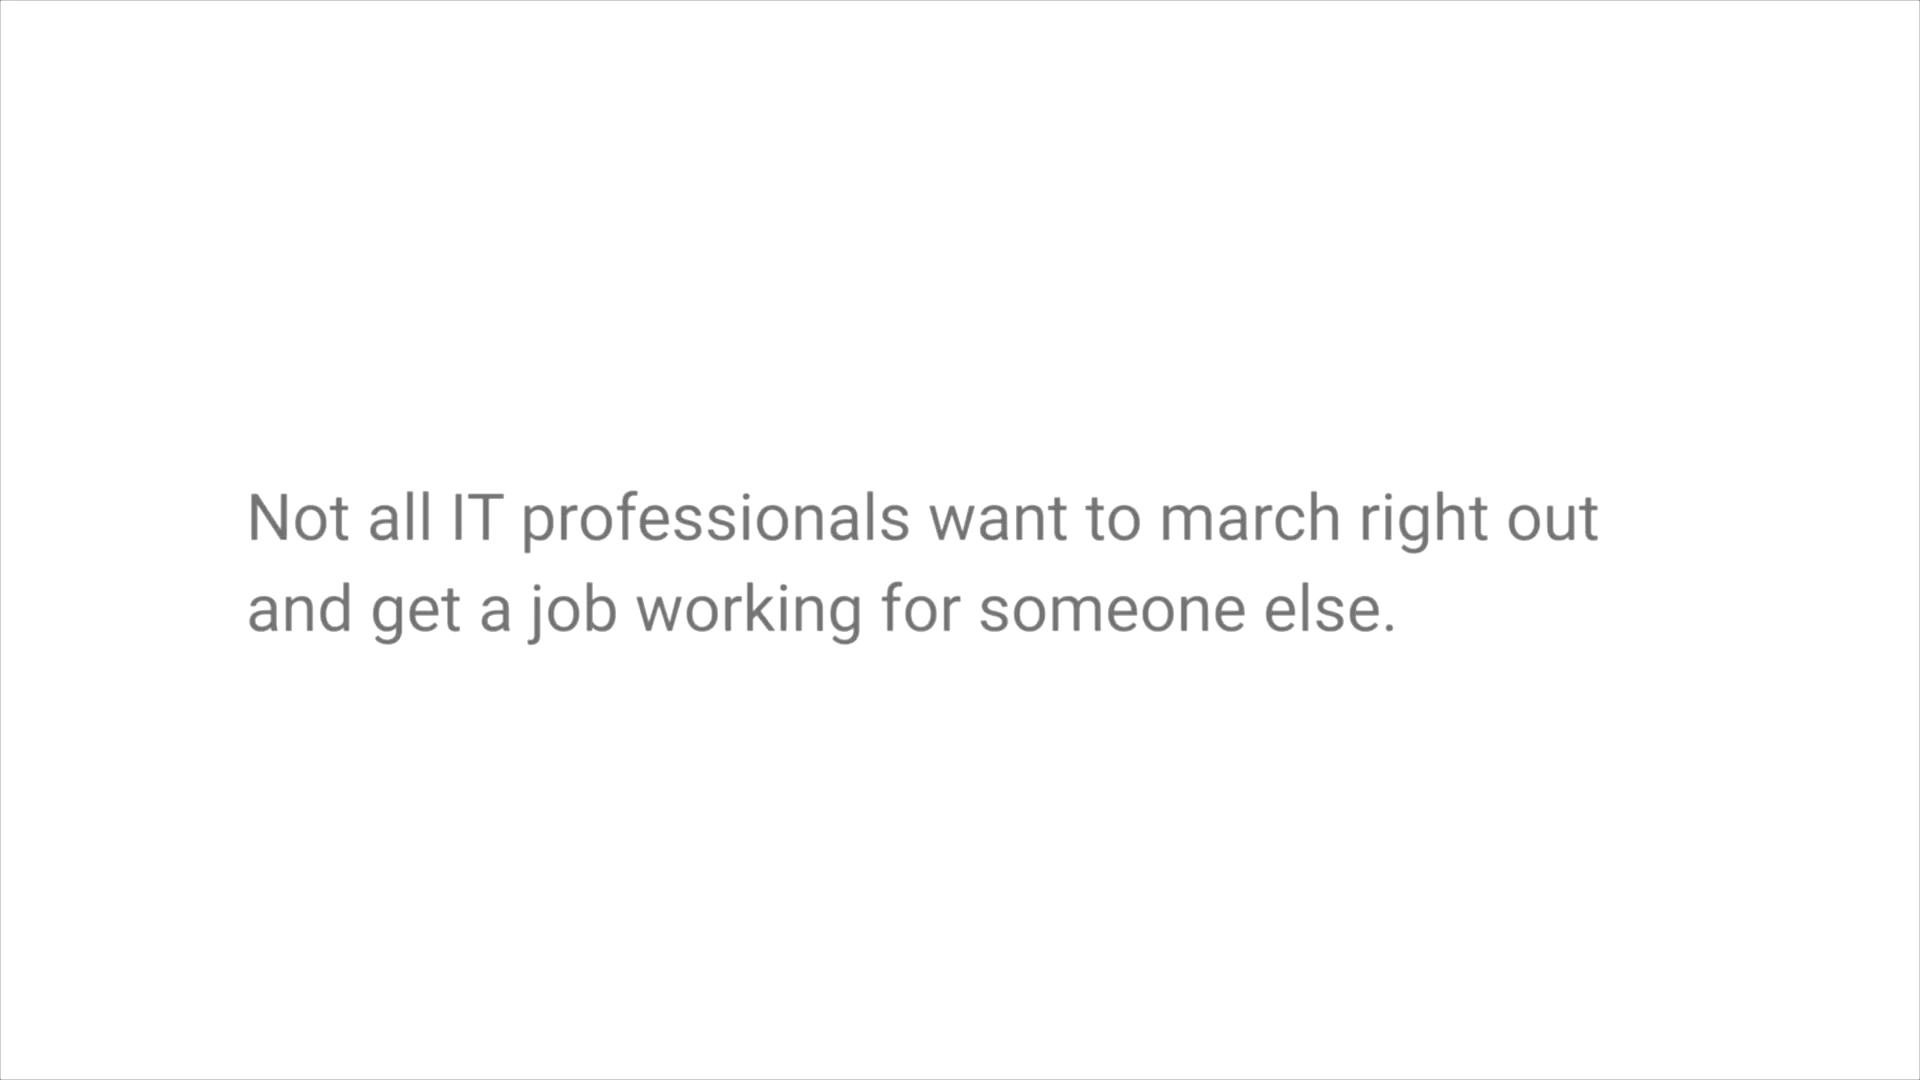 Not all IT professionals want to march right out
and get a job working for someone else.